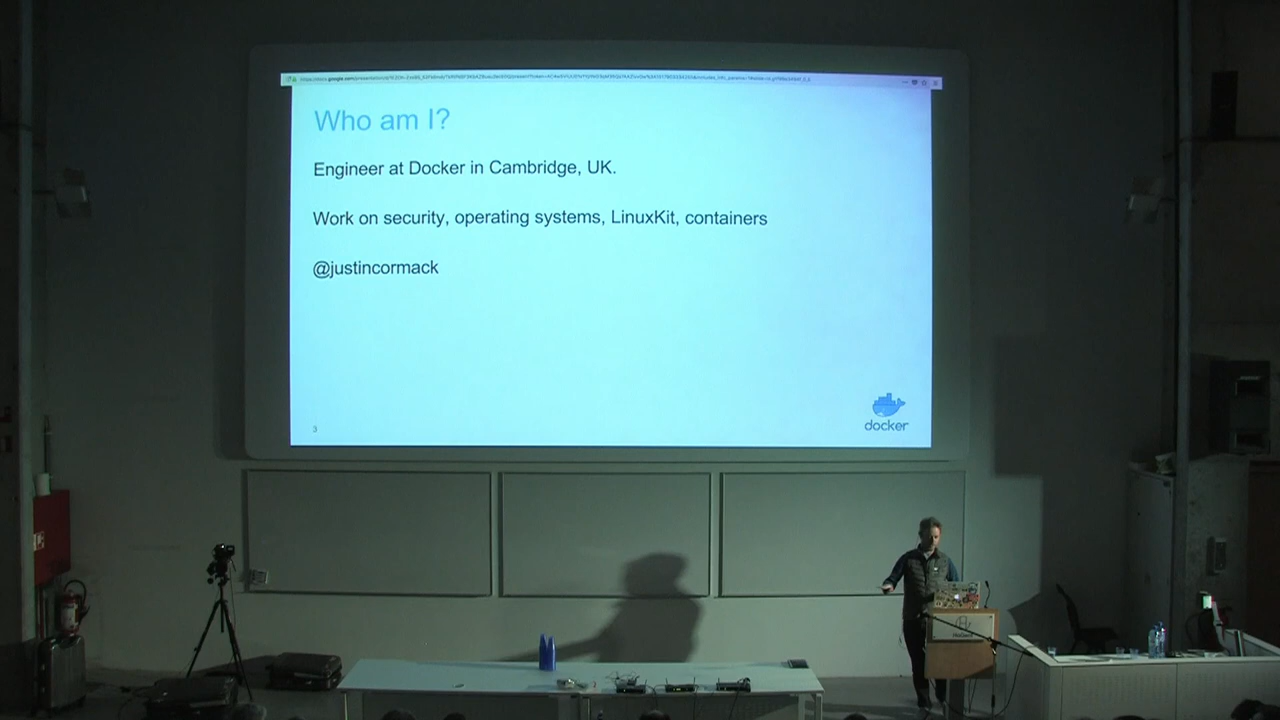 Who am I?
Engineer at Docker in Cambridge, UK.
Work on security, operating systems, LinuxKit, containers
@justincormack
3
docker